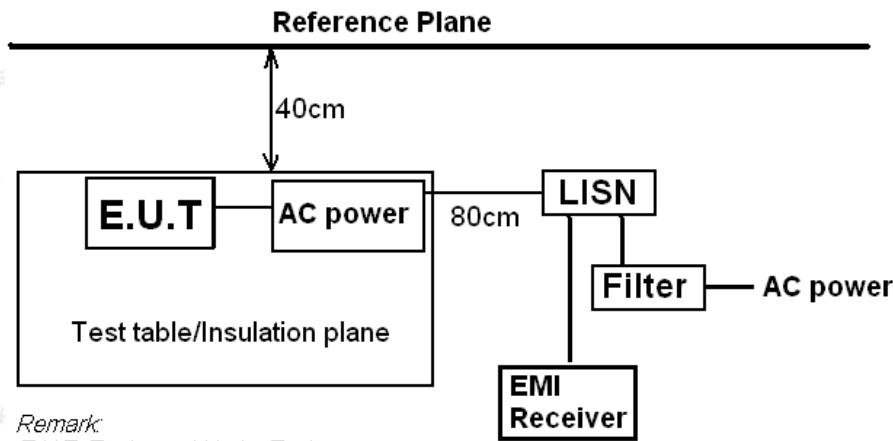 Reference Plane
40cm
E.U.T
AC power
80cm
LISN
Filter
AC power
Test table/Insulation plane
EMI
Receiver
Remark: